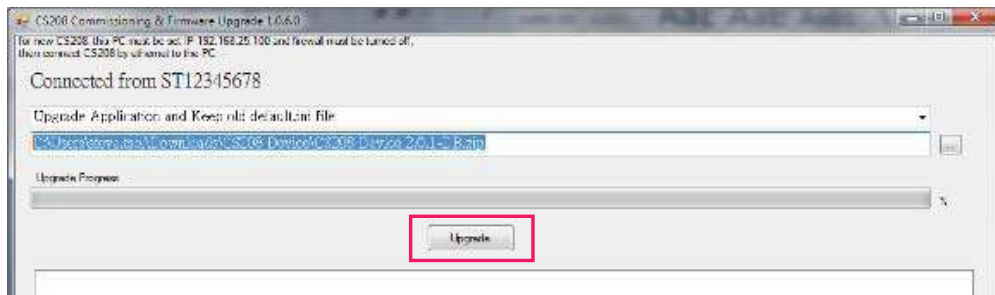 CS208 Commissioning & Firmware Upgrade 1.0.6.0
for new CS208, this PC must be set IP 192.168.25.100 and firewall must be turned off,
then connect CS208 by ethernet to the PC
Connected from ST12345678
Upgrade Application and Keep old default.ini file
...
Upgrade Progress
%
Upgrade